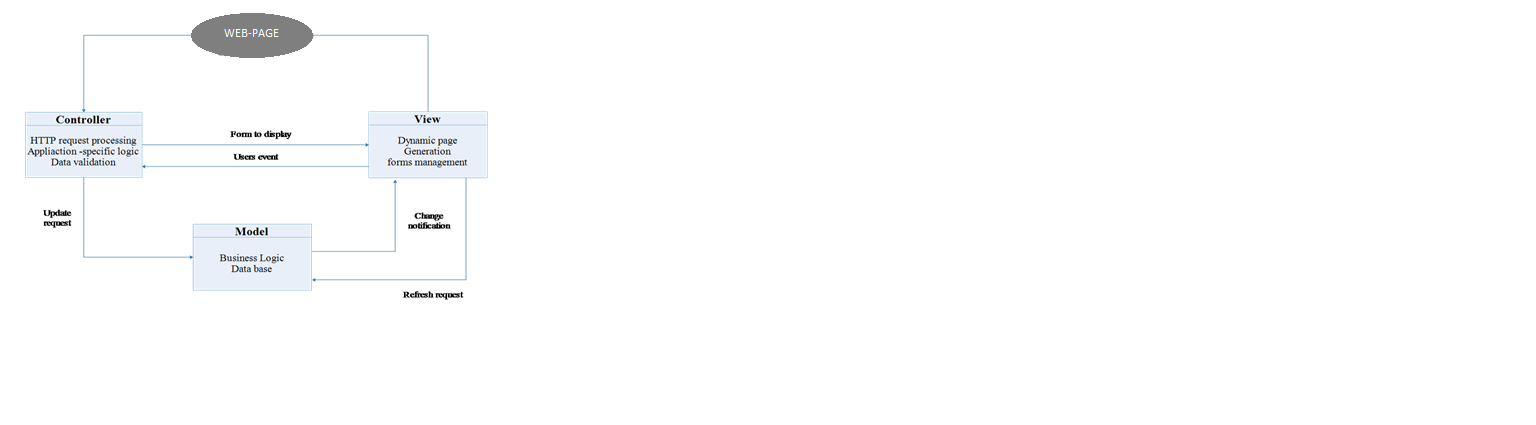 WEB-PAGE
Controller
HTTP request processing
Appliaction -specific logic
Data validation
Form to display
Users event
View
Dynamic page
Generation
forms management
Update
request
Model
Business Logic
Data base
Change
notification
Refresh request